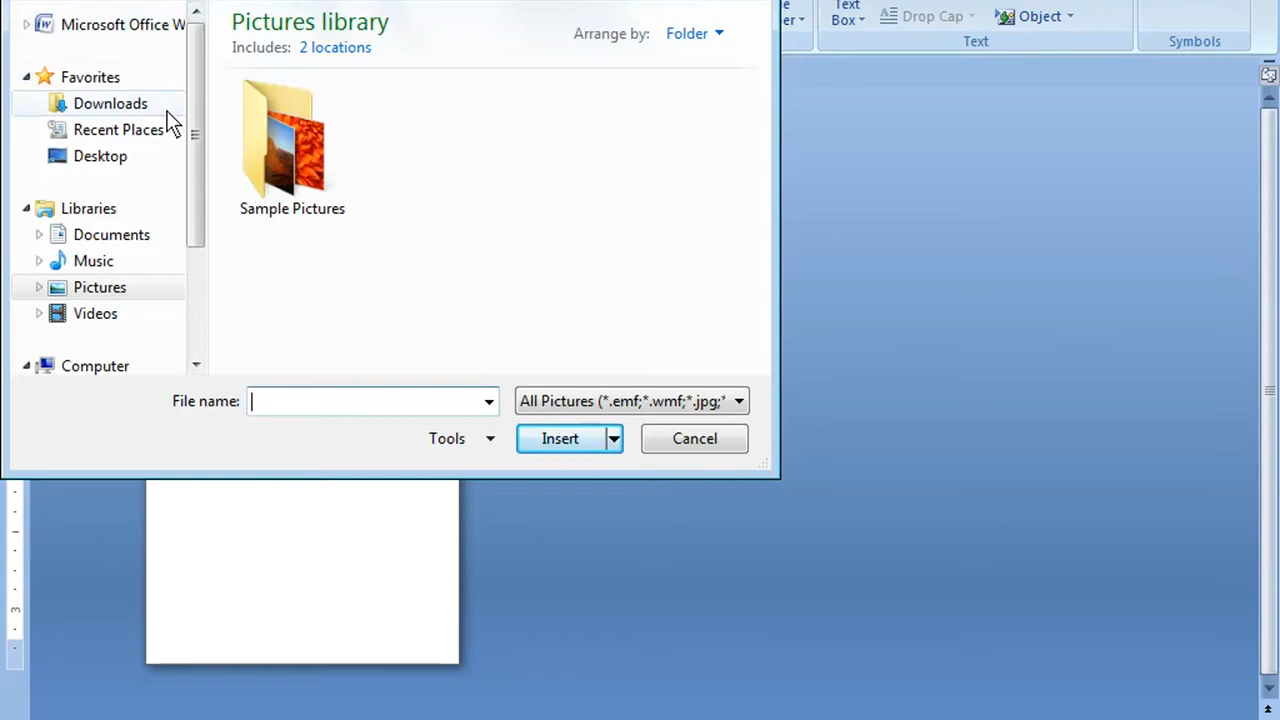 Microsoft Office W
Pictures library
Includes: 2 locations
Arrange by: Folder
Text
Box
Drop Cap
Object
Text
Symbols
Favorites
Downloads
Recent Places
Desktop
Sample Pictures
Libraries
Documents
Music
Pictures
Videos
Computer
File name:
All Pictures (*.emf;*.wmf;*.jpg;*
Tools
Insert
Cancel
3